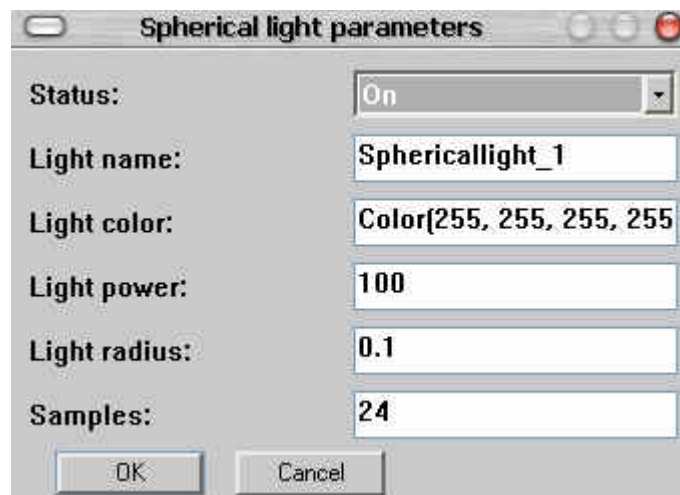 Spherical light parameters
Status: On
Light name: Sphericallight_1
Light color: Color(255, 255, 255, 255
Light power: 100
Light radius: 0.1
Samples: 24
OK Cancel